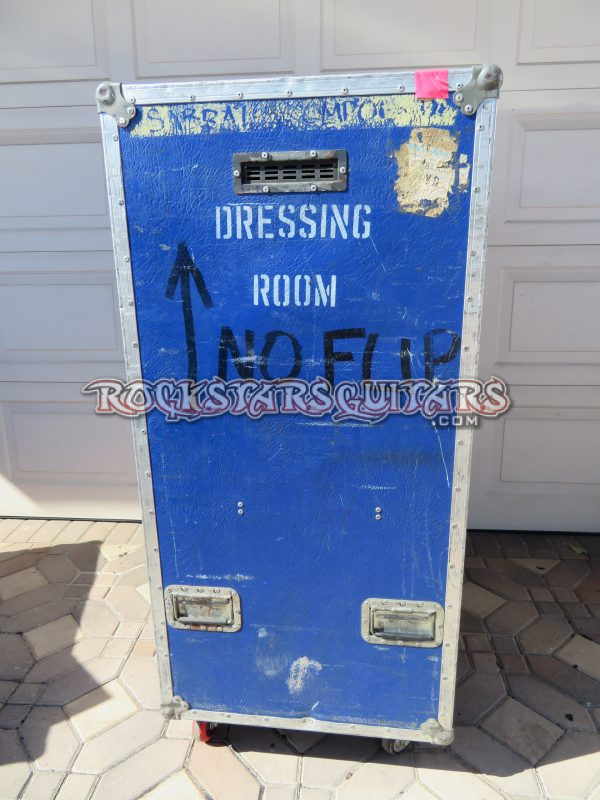 DRESSING
ROOM
NO FLIP
ROCKSTARSGUITARS
.COM